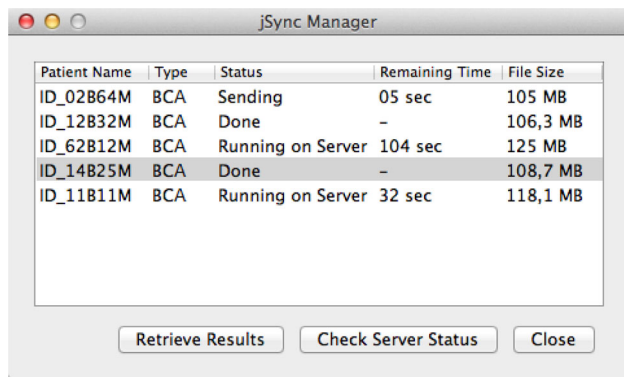 jSync Manager
Patient Name Type Status Remaining Time File Size
ID_02B64M BCA Sending 05 sec 105 MB
ID_12B32M BCA Done – 106,3 MB
ID_62B12M BCA Running on Server 104 sec 125 MB
ID_14B25M BCA Done – 108,7 MB
ID_11B11M BCA Running on Server 32 sec 118,1 MB
Retrieve Results Check Server Status Close